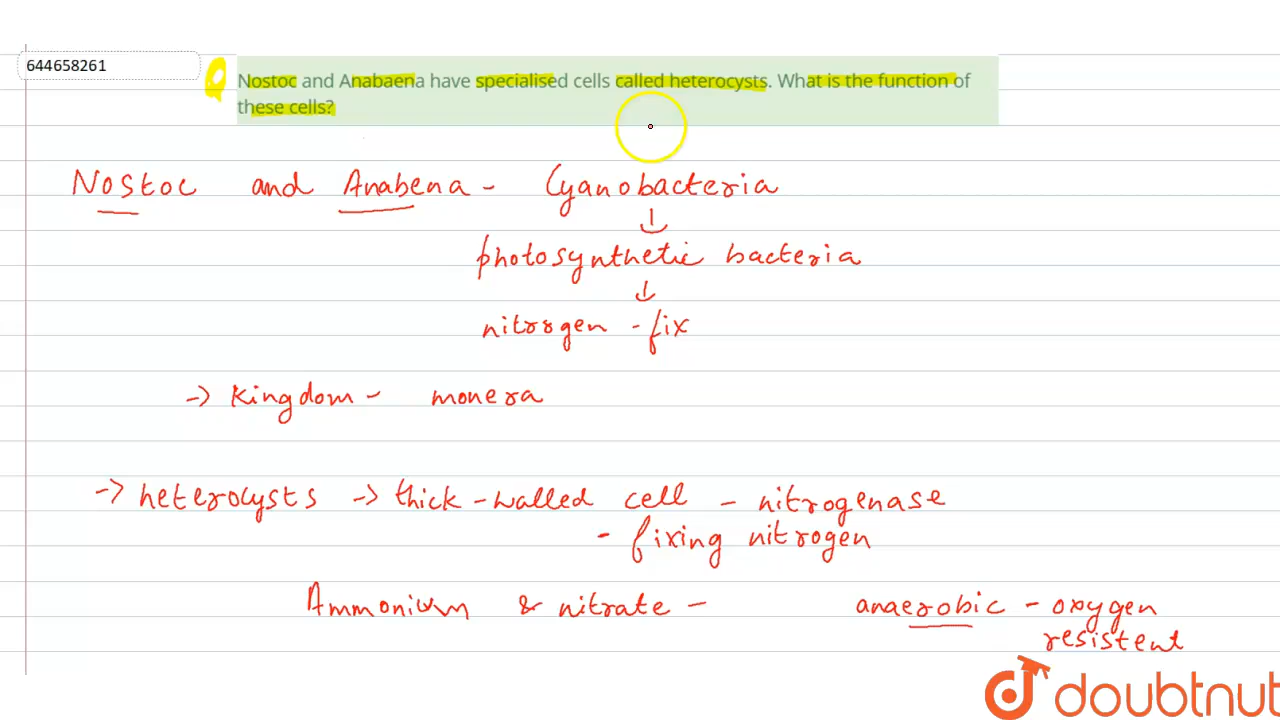 644658261
Q Nostoc and Anabaena have specialised cells called heterocysts. What is the function of
these cells?
Nostoc and Anabena - Cyanobacteria
↓
photosynthetic bacteria
↓
nitrogen - fix
-> Kingdom - monera
-> heterocysts -> thick-walled cell - nitrogenase
- fixing nitrogen
Ammonium & nitrate - anaerobic - oxygen
resistent
doubtnut